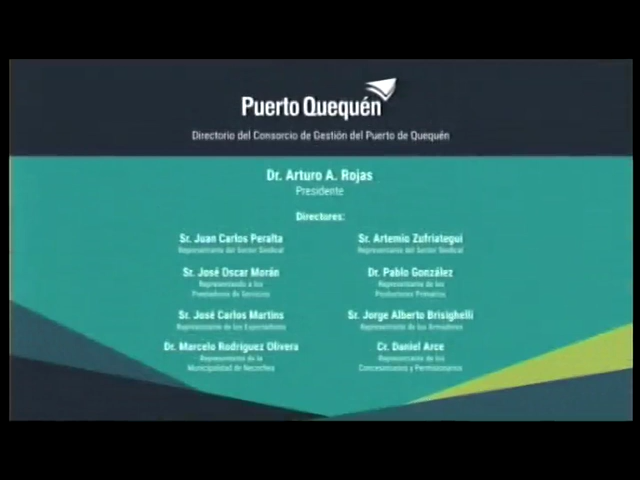 Puerto Quequén
Directorio del Consorcio de Gestión del Puerto de Quequén
Dr. Arturo A. Rojas
Presidente
Directores:
Sr. Juan Carlos Peralta
Representante del Sector Sindical
Sr. Artemio Zufriategui
Representante del Sector Sindical
Sr. José Oscar Morán
Representando a los
Prestadores de Servicios
Dr. Pablo González
Representante de los
Productores Primarios
Sr. José Carlos Martins
Representante de los Exportadores
Sr. Jorge Alberto Brisighelli
Representante de los Armadores
Dr. Marcelo Rodríguez Olivera
Representante de la
Municipalidad de Necochea
Cr. Daniel Arce
Representante de los
Concesionarios y Permisionarios